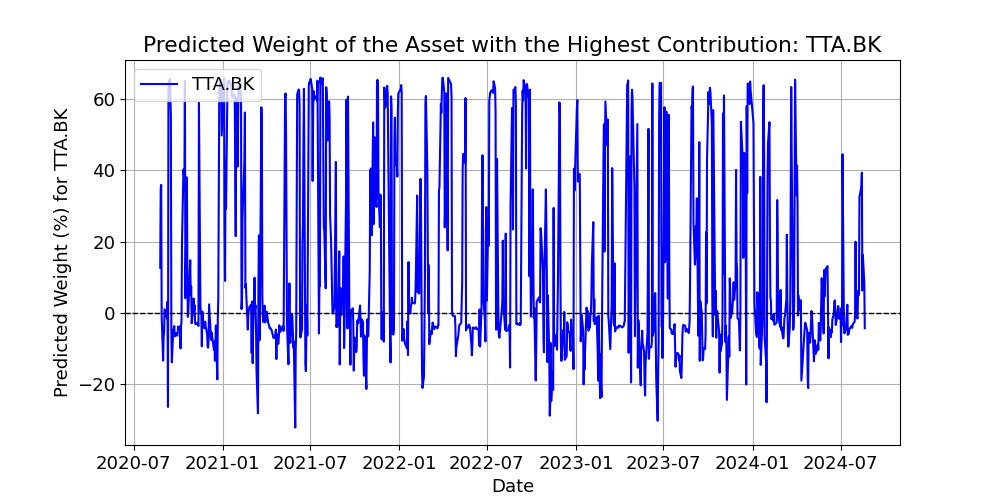 Predicted Weight of the Asset with the Highest Contribution: TTA.BK
TTA.BK
Predicted Weight (%) for TTA.BK
60
40
20
0
−20
2020-07 2021-01 2021-07 2022-01 2022-07 2023-01 2023-07 2024-01 2024-07
Date